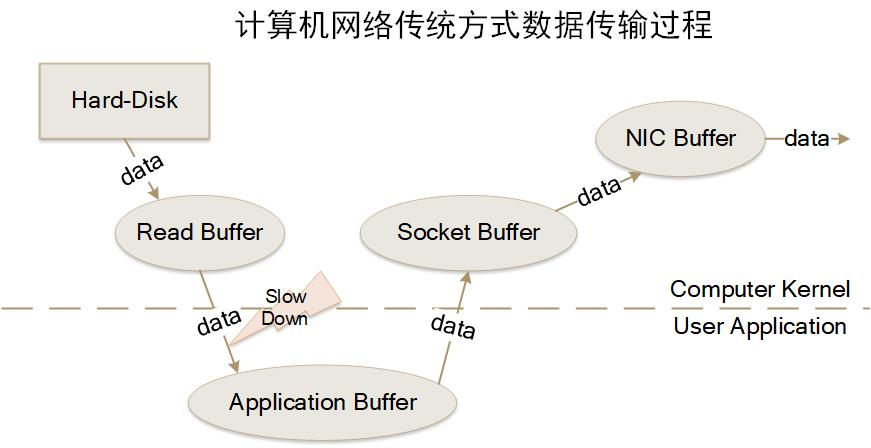 计算机网络传统方式数据传输过程
Hard-Disk
NIC Buffer
data
data
data
Read Buffer
Socket Buffer
Slow
Down
Computer Kernel
data
data
User Application
Application Buffer